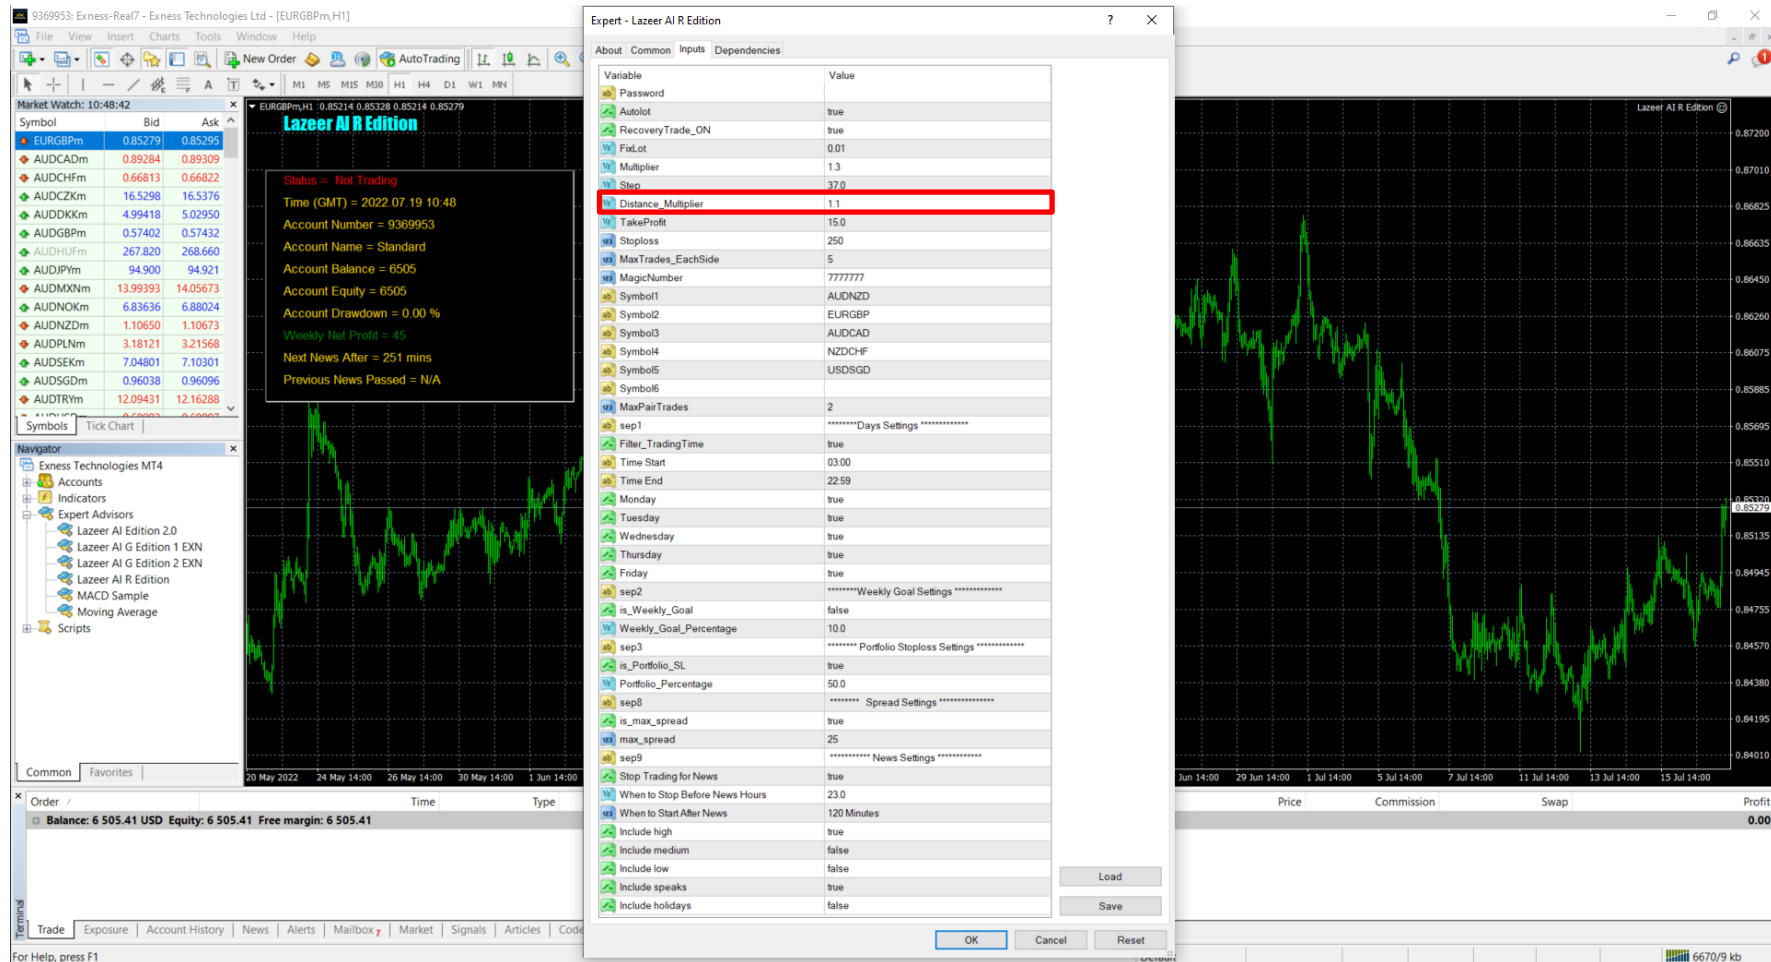 9369953: Exness-Real7 - Exness Technologies Ltd - [EURGBPm,H1]
File View Insert Charts Tools Window Help
New Order AutoTrading
M1 M5 M15 M30 H1 H4 D1 W1 MN
Market Watch: 10:48:42
Symbol Bid Ask
EURGBPm 0.85279 0.85295
AUDCADm 0.89284 0.89309
AUDCHFm 0.66813 0.66822
AUDCZKm 16.5298 16.5376
AUDDKKm 4.99418 5.02950
AUDGBPm 0.57402 0.57432
AUDHUFm 267.820 268.660
AUDJPYm 94.900 94.921
AUDMXNm 13.99393 14.05673
AUDNOKm 6.83636 6.88024
AUDNZDm 1.10650 1.10673
AUDPLNm 3.18121 3.21568
AUDSEKm 7.04801 7.10301
AUDSGDm 0.96038 0.96096
AUDTRYm 12.09431 12.16288
Symbols Tick Chart
Navigator
Exness Technologies MT4
Accounts
Indicators
Expert Advisors
Lazeer AI Edition 2.0
Lazeer AI G Edition 1 EXN
Lazeer AI G Edition 2 EXN
Lazeer AI R Edition
MACD Sample
Moving Average
Scripts
Common Favorites
EURGBPm,H1 0.85214 0.85328 0.85214 0.85279
Lazeer AI R Edition
Status = Not Trading
Time (GMT) = 2022.07.19 10:48
Account Number = 9369953
Account Name = Standard
Account Balance = 6505
Account Equity = 6505
Account Drawdown = 0.00 %
Weekly Net Profit = 45
Next News After = 251 mins
Previous News Passed = N/A
20 May 2022 24 May 14:00 26 May 14:00 30 May 14:00 1 Jun 14:00
Expert - Lazeer AI R Edition
? 
About Common Inputs Dependencies
Variable Value
Password
Autolot true
RecoveryTrade_ON true
FixLot 0.01
Multiplier 1.3
Step 37.0
Distance_Multiplier 1.1
TakeProfit 15.0
Stoploss 250
MaxTrades_EachSide 5
MagicNumber 7777777
Symbol1 AUDNZD
Symbol2 EURGBP
Symbol3 AUDCAD
Symbol4 NZDCHF
Symbol5 USDSGD
Symbol6
MaxPairTrades 2
sep1 ********Days Settings *************
Filter_TradingTime true
Time Start 03:00
Time End 22:59
Monday true
Tuesday true
Wednesday true
Thursday true
Friday true
sep2 ********Weekly Goal Settings *************
is_Weekly_Goal false
Weekly_Goal_Percentage 10.0
sep3 ******** Portfolio Stoploss Settings *************
is_Portfolio_SL true
Portfolio_Percentage 50.0
sep8 ******** Spread Settings ***************
is_max_spread true
max_spread 25
sep9 *********** News Settings ************
Stop Trading for News true
When to Stop Before News Hours 23.0
When to Start After News 120 Minutes
Include high true
Include medium false
Include low false
Include speaks true
Include holidays false
Load
Save
OK Cancel Reset
Lazeer AI R Edition
0.87200
0.87010
0.86825
0.86635
0.86450
0.86260
0.86075
0.85885
0.85695
0.85510
0.85320
0.85279
0.85135
0.84945
0.84755
0.84570
0.84380
0.84195
0.84010
Jun 14:00 29 Jun 14:00 1 Jul 14:00 5 Jul 14:00 7 Jul 14:00 11 Jul 14:00 13 Jul 14:00 15 Jul 14:00
Order / Time Type Price Commission Swap Profit
Balance: 6 505.41 USD Equity: 6 505.41 Free margin: 6 505.41 0.00
Terminal
Trade Exposure Account History News Alerts Mailbox 7 Market Signals Articles Code
For Help, press F1
6670/9 kb